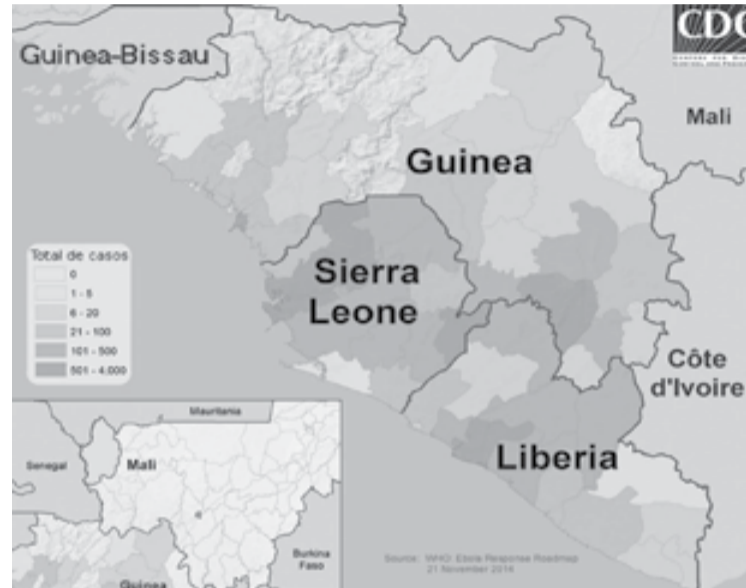 CDC
Guinea-Bissau
Mali
Guinea
Total de casos
0
1 - 5
6 - 20
21 - 100
101 - 500
501 - 4,000
Sierra
Leone
Côte
d'Ivoire
Liberia
Mauritania
Senegal
Mali
Burkina
Faso
Guinea
Source: WHO: Ebola Response Roadmap
21 November 2014